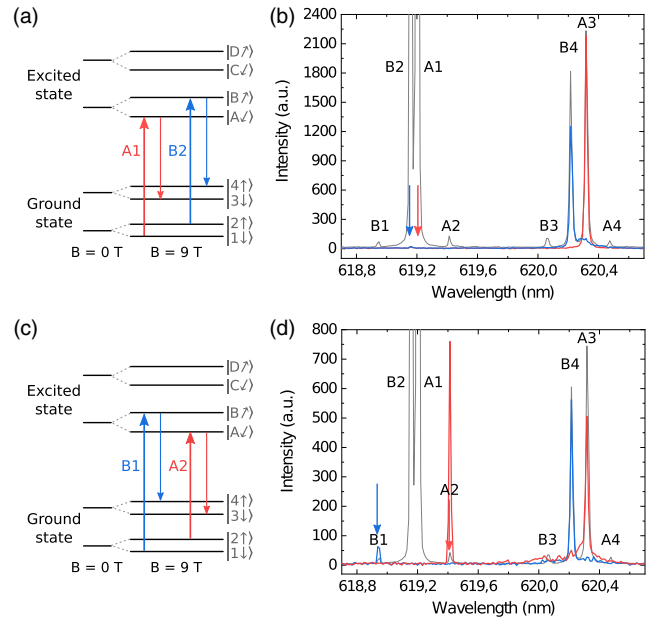 (a)
Excited
state
Ground
state
|D↗⟩
|C↙⟩
|B↗⟩
|A↙⟩
A1
B2
|4↑⟩
|3↓⟩
|2↑⟩
|1↓⟩
B = 0 T
B = 9 T
(b)
Intensity (a.u.)
2400
2100
1800
1500
1200
900
600
300
0
B1
B2
A1
A2
B3
B4
A3
A4
618,8
619,2
619,6
620,0
620,4
Wavelength (nm)
(c)
Excited
state
Ground
state
|D↗⟩
|C↙⟩
|B↗⟩
|A↙⟩
B1
A2
|4↑⟩
|3↓⟩
|2↑⟩
|1↓⟩
B = 0 T
B = 9 T
(d)
Intensity (a.u.)
800
700
600
500
400
300
200
100
0
B1
B2
A1
A2
B3
B4
A3
A4
618,8
619,2
619,6
620,0
620,4
Wavelength (nm)